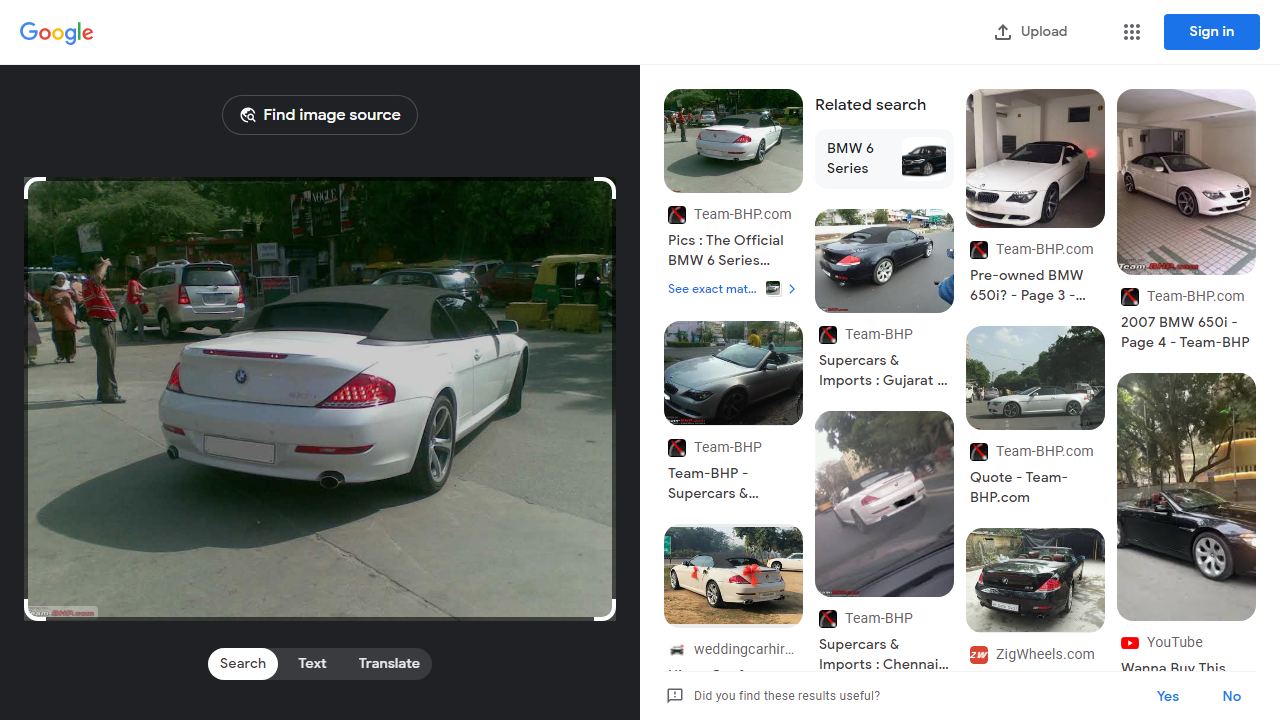 Google
Upload
Sign in
Find image source
VOGUE
Team-BHP.com
Search
Text
Translate
Team-BHP.com
Pics : The Official
BMW 6 Series...
See exact mat...
Team-BHP
Team-BHP -
Supercars &...
weddingcarhir...
Related search
BMW 6
Series
Team-BHP
Supercars &
Imports : Gujarat ...
Team-BHP
Supercars &
Imports : Chennai...
Team-BHP.com
Pre-owned BMW
650i? - Page 3 -...
Team-BHP.com
Quote - Team-
BHP.com
ZW
ZigWheels.com
Team-BHP.com
Team-BHP.com
2007 BMW 650i -
Page 4 - Team-BHP
YouTube
Wanna Buy This
Did you find these results useful?
Yes
No